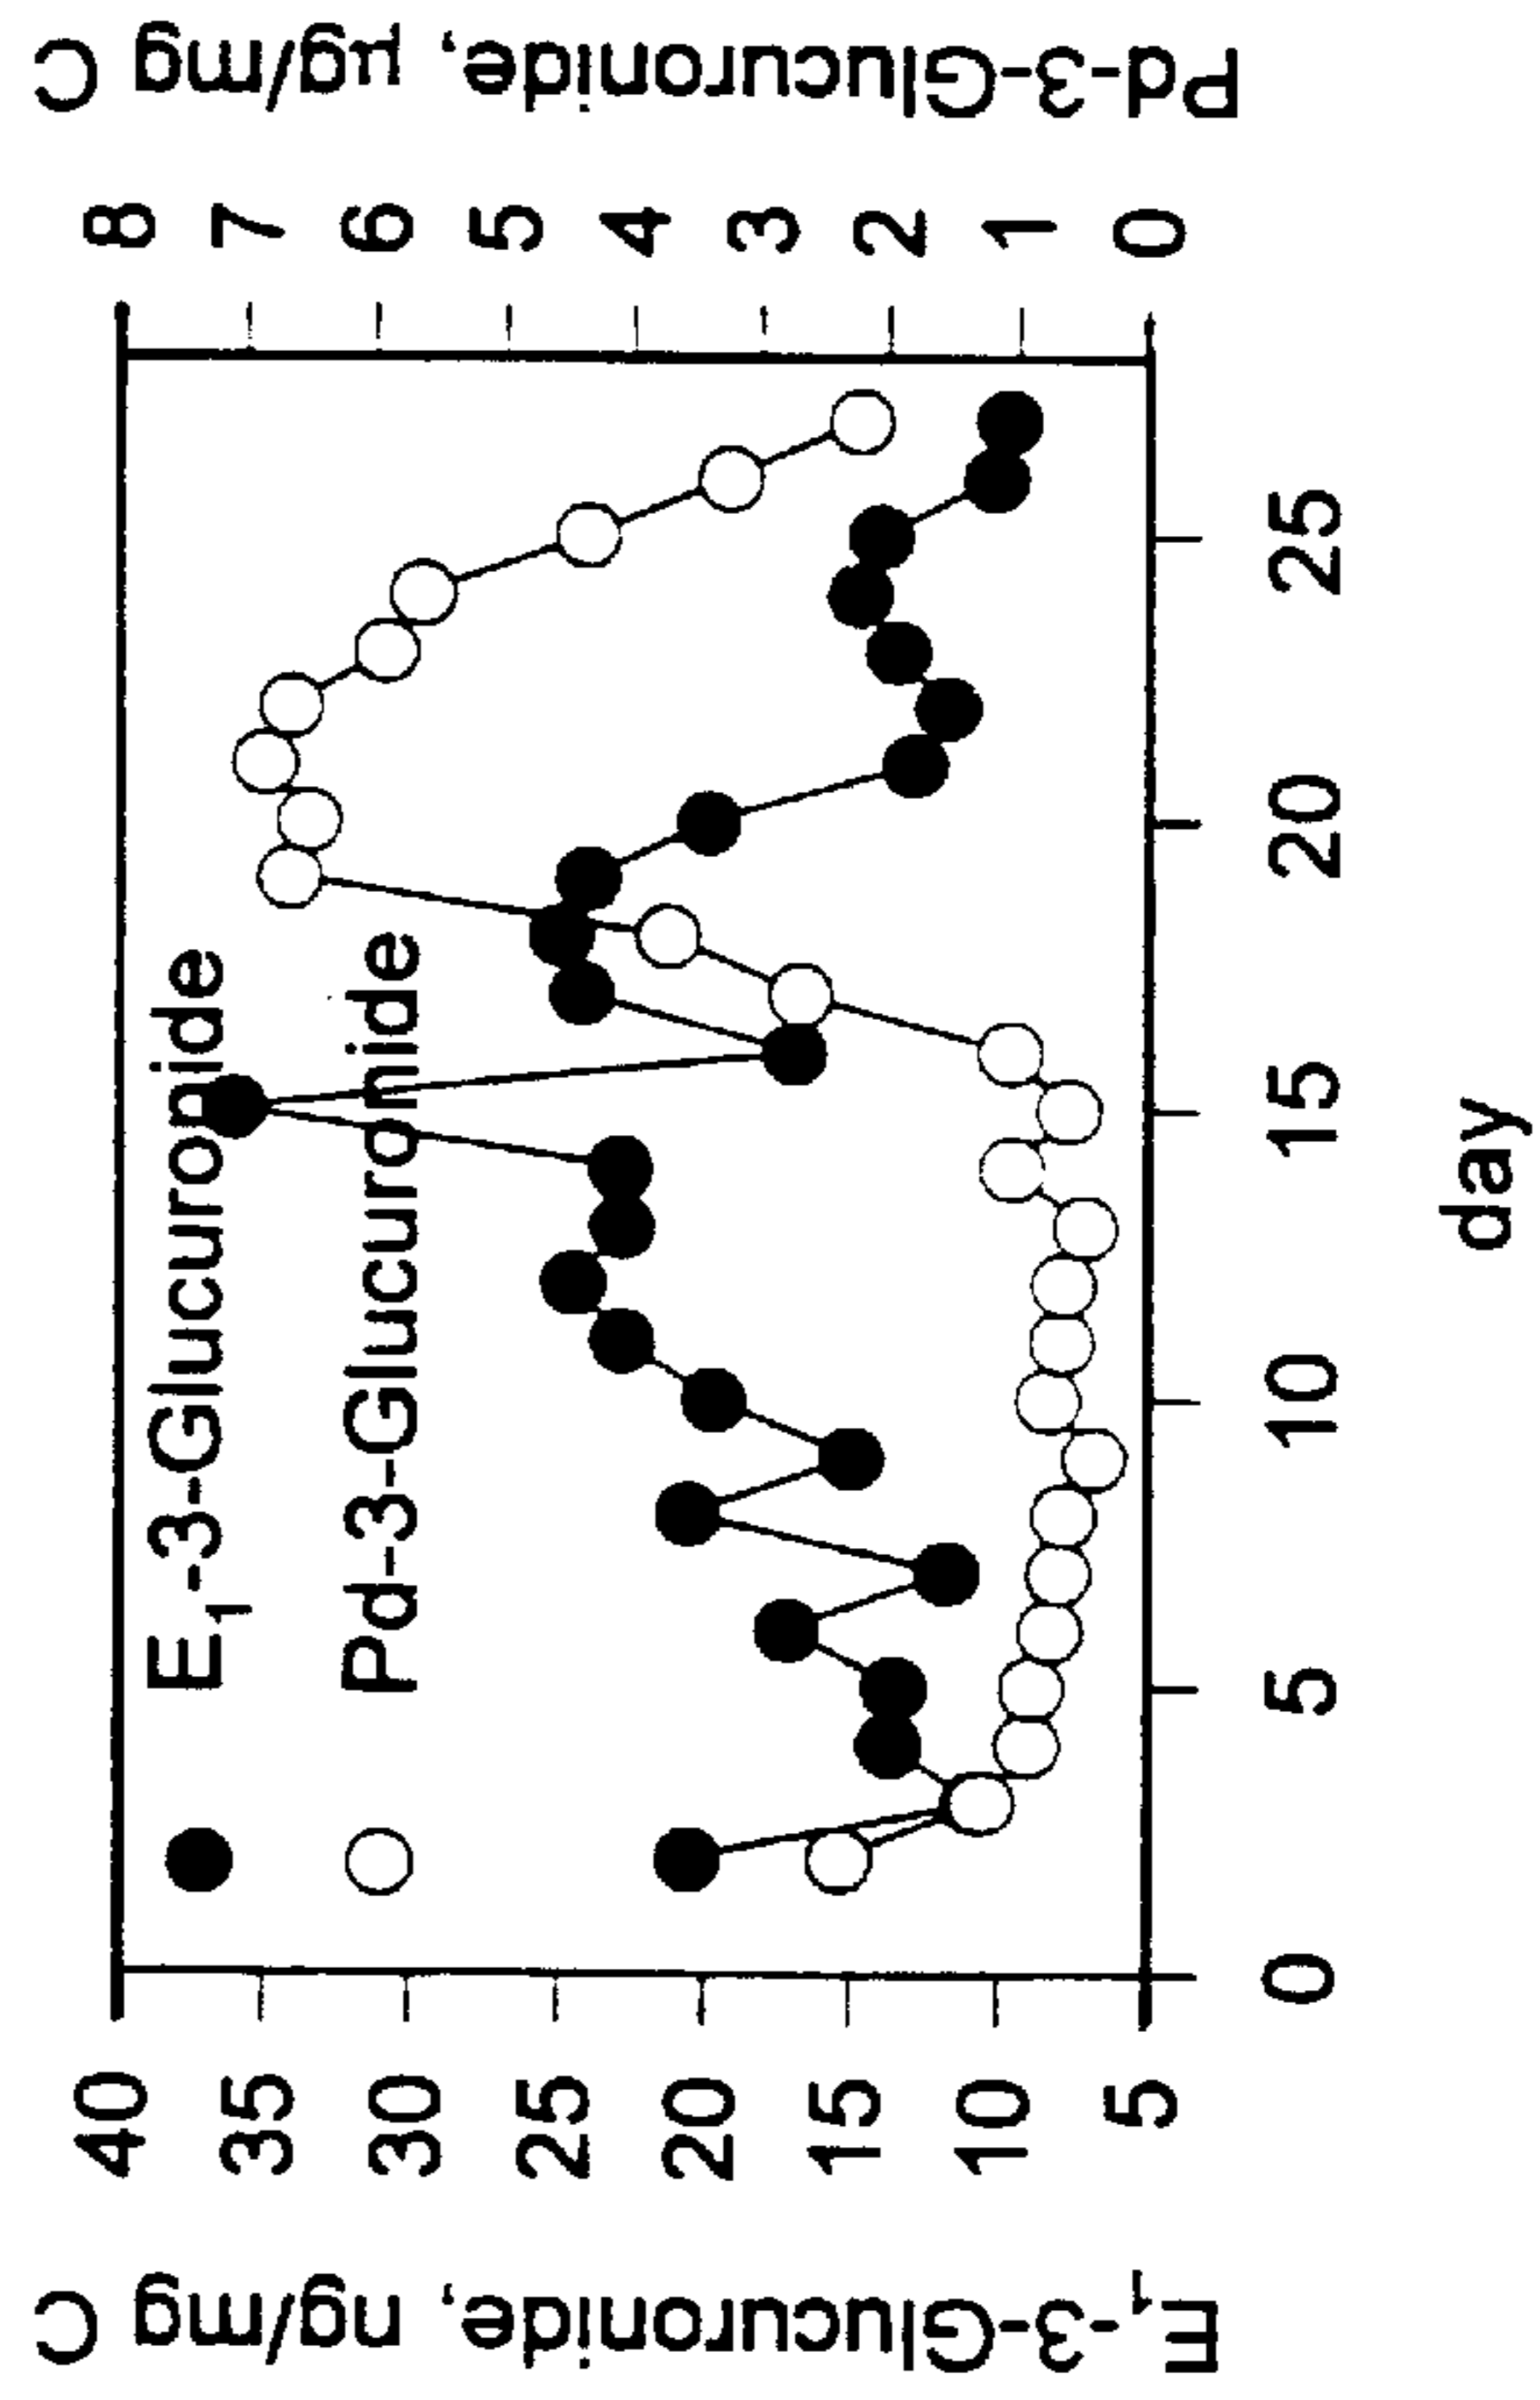 E1-3-Glucuronide, ng/mg C
40
35
30
25
20
15
10
5
E1-3-Glucuronide
Pd-3-Glucuronide
8
7
6
5
4
3
2
1
0
Pd-3-Glucuronide, µg/mg C
0 5 10 15 20 25
day